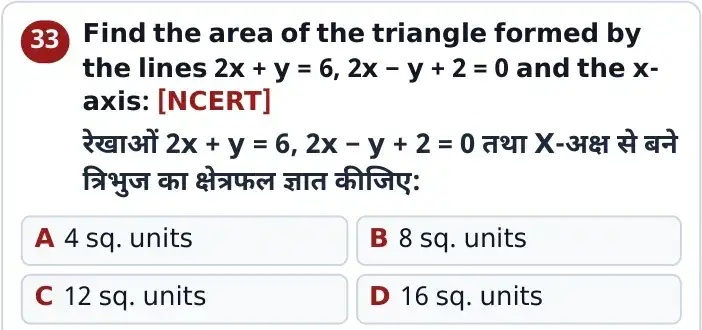 33 Find the area of the triangle formed by
the lines 2x + y = 6, 2x − y + 2 = 0 and the x-
axis: [NCERT]
रेखाओं 2x + y = 6, 2x − y + 2 = 0 तथा X-अक्ष से बने
त्रिभुज का क्षेत्रफल ज्ञात कीजिए:
A 4 sq. units
B 8 sq. units
C 12 sq. units
D 16 sq. units